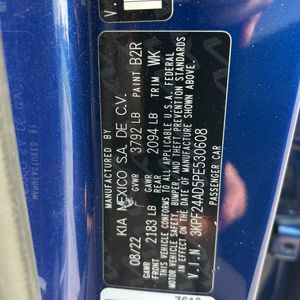 KIA MEXICO S.A. DE C.V.
08/22 GVWR 3792 LB PAINT B2R
GAWR FRONT 2183 LB GAWR REAR 2094 LB TRIM WK
THIS VEHICLE CONFORMS TO ALL APPLICABLE U.S.A. FEDERAL
MOTOR VEHICLE SAFETY, BUMPER, AND THEFT PREVENTION STANDARDS
IN EFFECT ON THE DATE OF MANUFACTURE SHOWN ABOVE.
V.I.N.: 3KPF24AD5PE530608
PASSENGER CAR